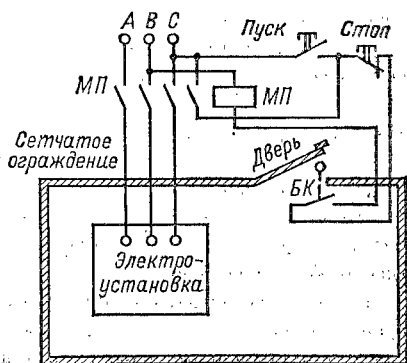 А В С
Пуск
Стоп
МП
МП
Сетчатое
ограждение
Дверь
БК
Электро-
установка